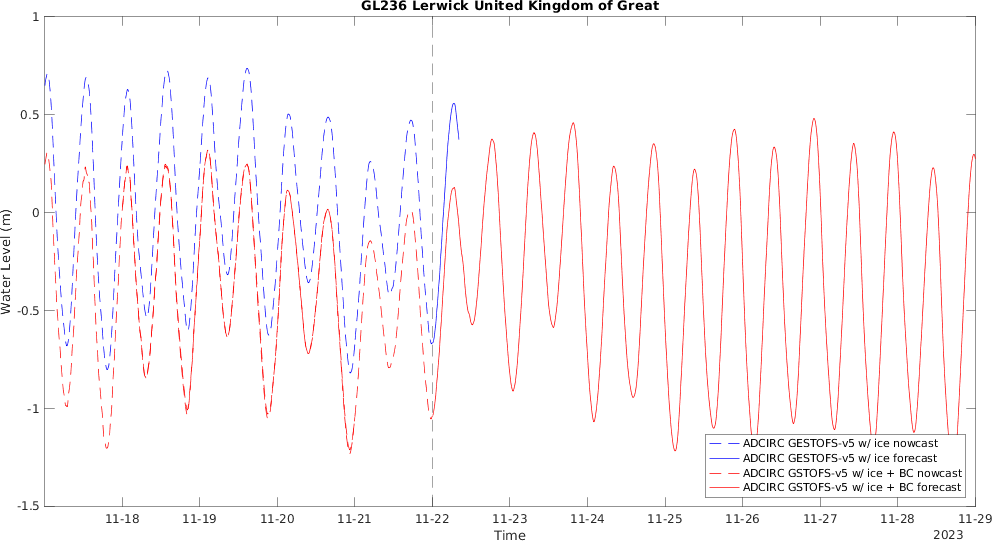 GL236 Lerwick United Kingdom of Great
1
0.5
0
-0.5
-1
-1.5
Water Level (m)
11-18 11-19 11-20 11-21 11-22 11-23 11-24 11-25 11-26 11-27 11-28 11-29
Time
2023
ADCIRC GESTOFS-v5 w/ ice nowcast
ADCIRC GESTOFS-v5 w/ ice forecast
ADCIRC GSTOFS-v5 w/ ice + BC nowcast
ADCIRC GSTOFS-v5 w/ ice + BC forecast